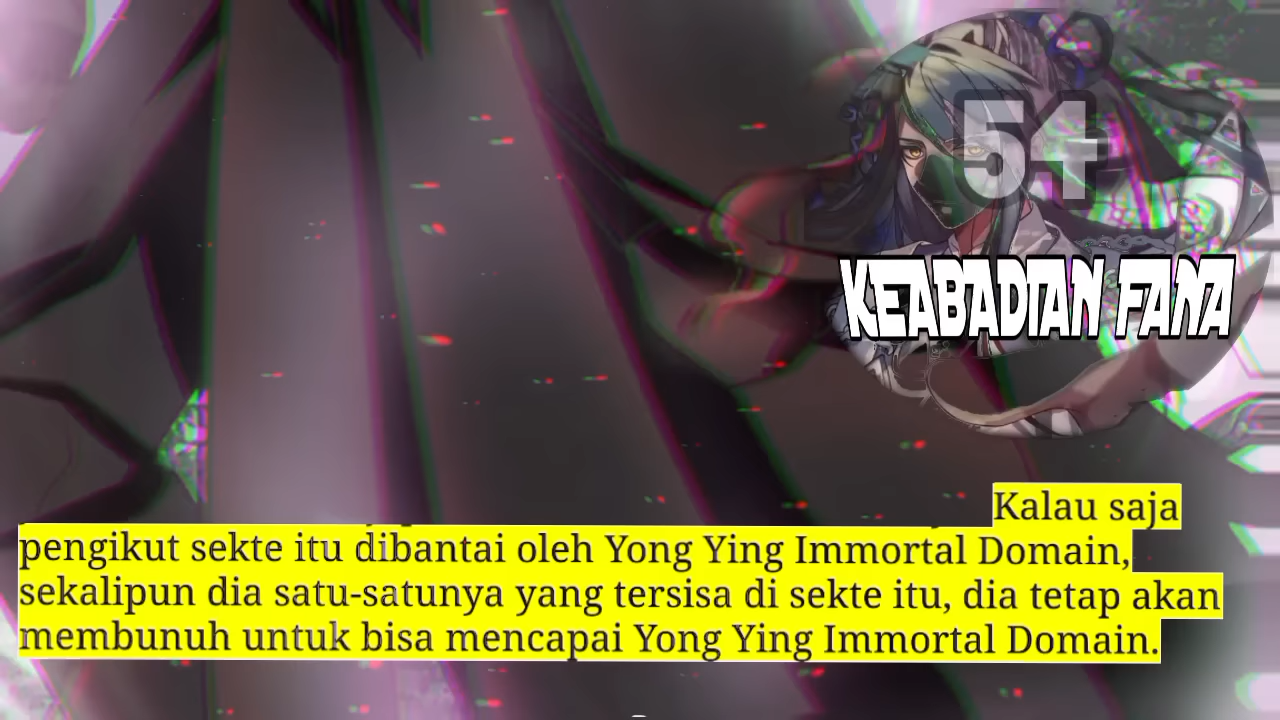 54
KEABADIAN FANA
Kalau saja
pengikut sekte itu dibantai oleh Yong Ying Immortal Domain,
sekalipun dia satu-satunya yang tersisa di sekte itu, dia tetap akan
membunuh untuk bisa mencapai Yong Ying Immortal Domain.